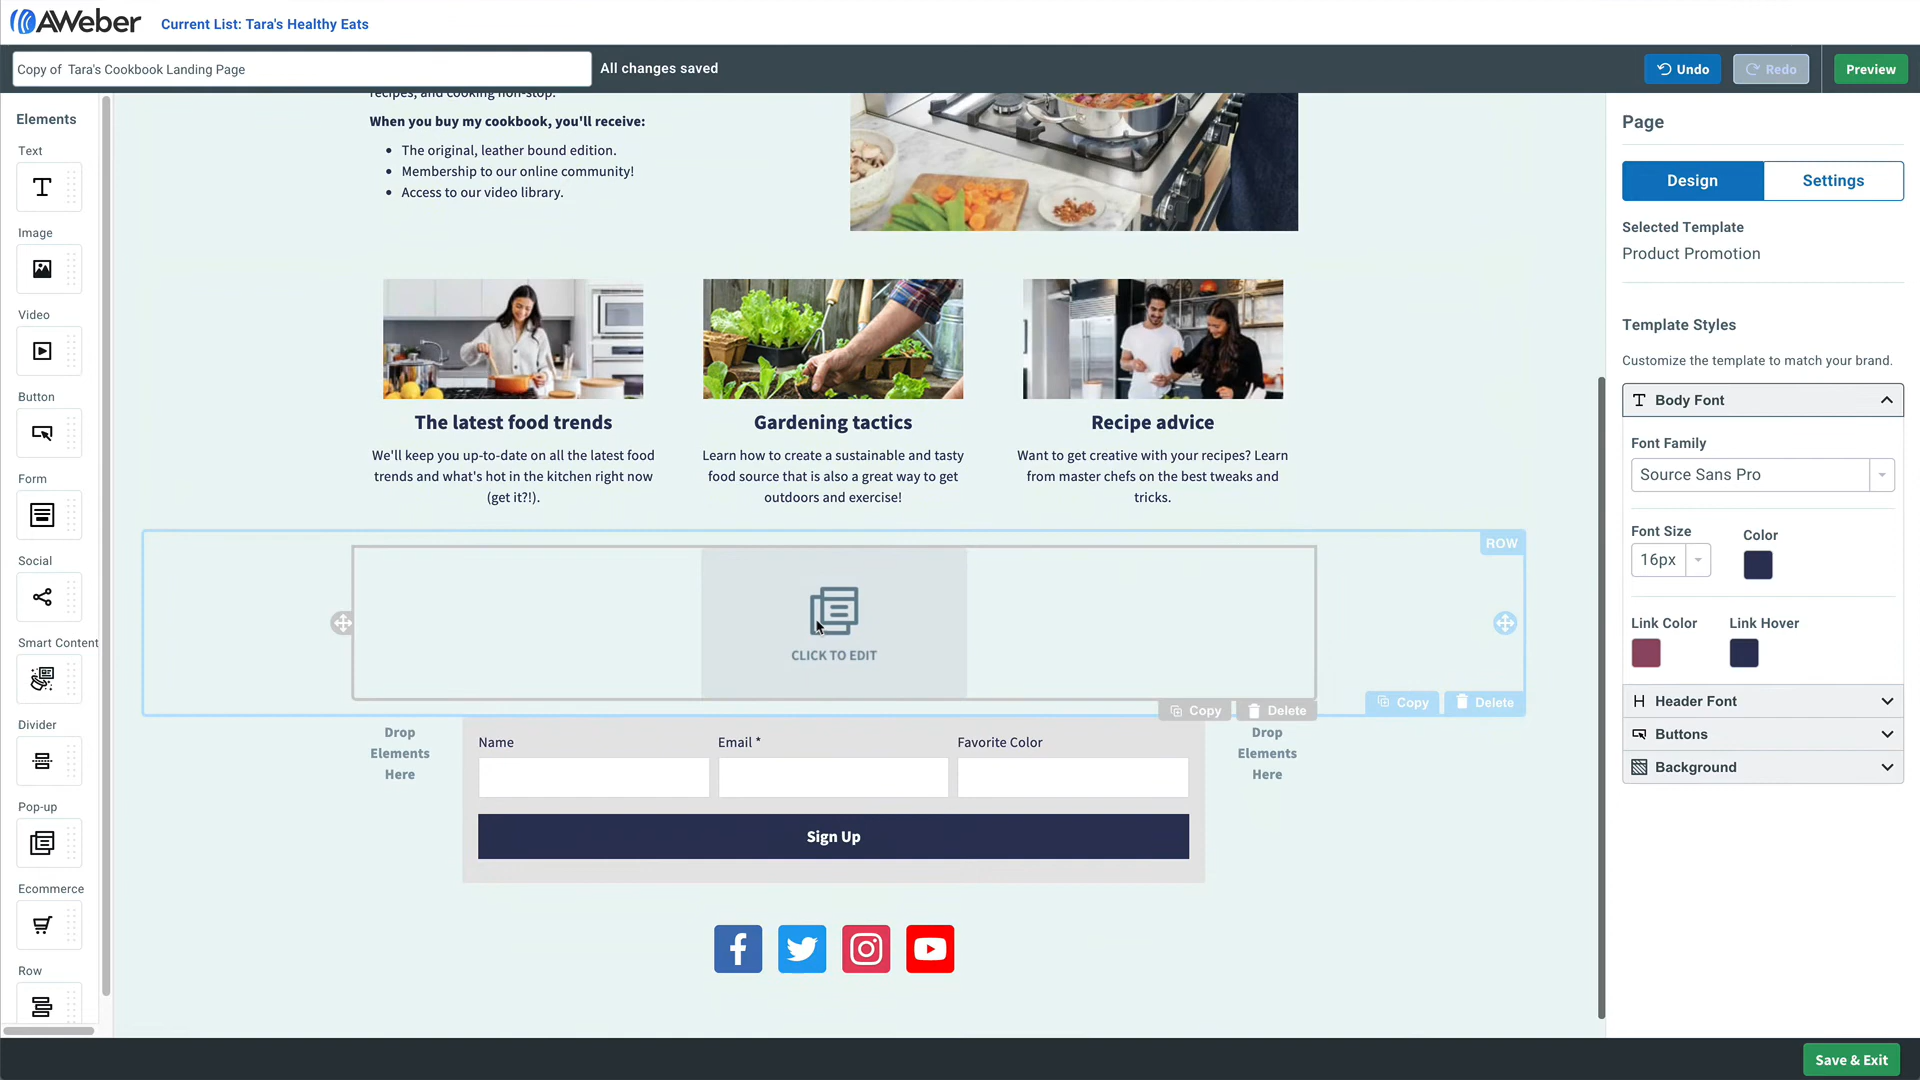 AWeber
Current List: Tara's Healthy Eats
Copy of Tara's Cookbook Landing Page
All changes saved
Undo
Redo
Preview
Elements
Text
Image
Video
Button
Form
Social
Smart Content
Divider
Pop-up
Ecommerce
Row
recipes, and cooking non-stop.
When you buy my cookbook, you'll receive:
The original, leather bound edition.
Membership to our online community!
Access to our video library.
The latest food trends
We'll keep you up-to-date on all the latest food
trends and what's hot in the kitchen right now
(get it?!).
Gardening tactics
Learn how to create a sustainable and tasty
food source that is also a great way to get
outdoors and exercise!
Recipe advice
Want to get creative with your recipes? Learn
from master chefs on the best tweaks and
tricks.
ROW
CLICK TO EDIT
Copy
Delete
Copy
Delete
Drop
Elements
Here
Name
Email *
Favorite Color
Sign Up
Drop
Elements
Here
Page
Design
Settings
Selected Template
Product Promotion
Template Styles
Customize the template to match your brand.
Body Font
Font Family
Source Sans Pro
Font Size
Color
16px
Link Color
Link Hover
Header Font
Buttons
Background
Save & Exit